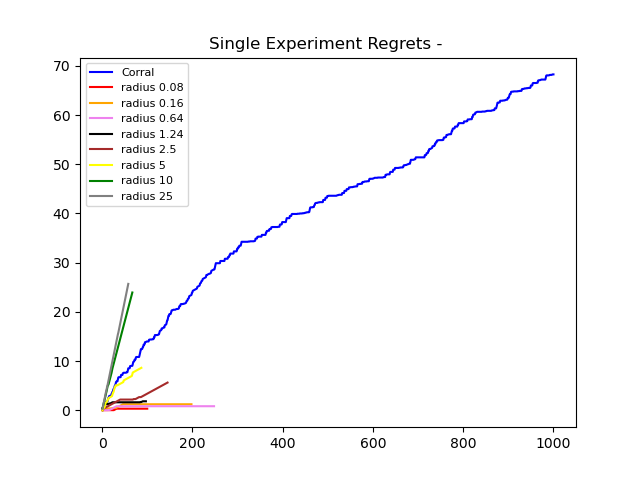 Single Experiment Regrets -
70
60
50
40
30
20
10
0
Corral
radius 0.08
radius 0.16
radius 0.64
radius 1.24
radius 2.5
radius 5
radius 10
radius 25
0 200 400 600 800 1000